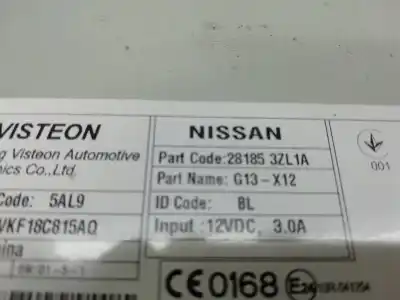 VISTEON
g Visteon Automotive
nics Co.,Ltd.
Code: 5AL9
VKF18C815AQ
hina
NISSAN
Part Code:28185 3ZL1A
Part Name: G13-X12
ID Code: BL
Input :12VDC, 3.0A
001
CE0168